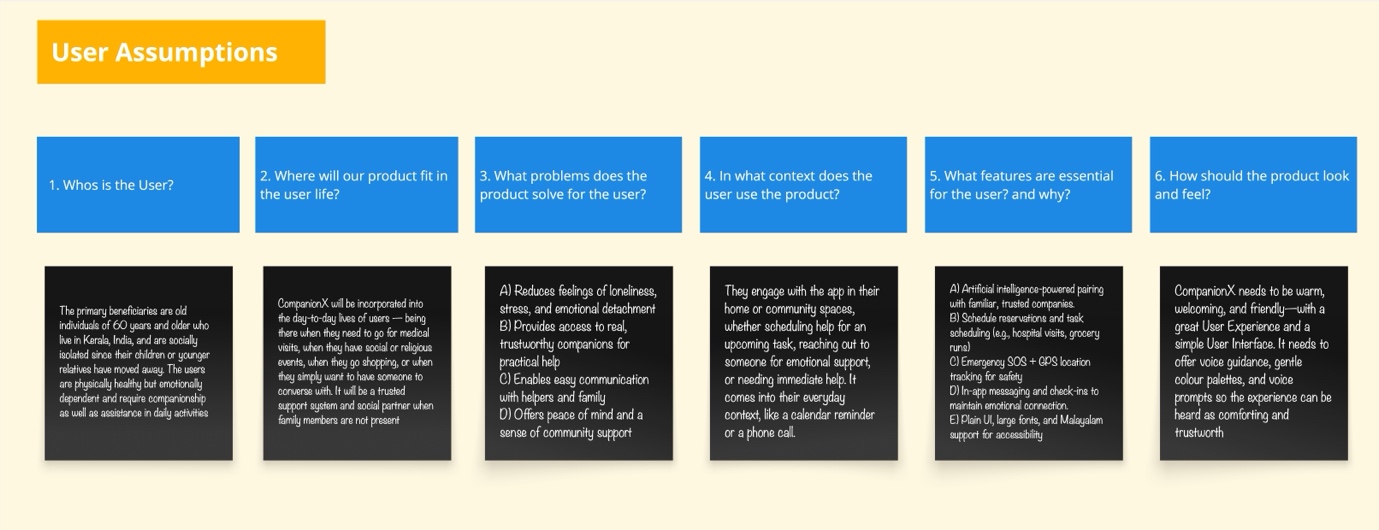 User Assumptions
1. Whos is the User?
2. Where will our product fit in
the user life?
3. What problems does the
product solve for the user?
4. In what context does the
user use the product?
5. What features are essential
for the user? and why?
6. How should the product look
and feel?
The primary beneficiaries are old
individuals of 60 years and older who
live in Kerala, India, and are socially
isolated since their children or younger
relatives have moved away. The users
are physically healthy but emotionally
dependent and require companionship
as well as assistance in daily activities
CompanionX will be incorporated into
the day-to-day lives of users — being
there when they need to go for medical
visits, when they have social or religious
events, when they go shopping, or when
they simply want to have someone to
converse with. It will be a trusted
support system and social partner when
family members are not present
A) Reduces feelings of loneliness,
stress, and emotional detachment
B) Provides access to real,
trustworthy companions for
practical help
C) Enables easy communication
with helpers and family
D) Offers peace of mind and a
sense of community support
They engage with the app in their
home or community spaces,
whether scheduling help for an
upcoming task, reaching out to
someone for emotional support,
or needing immediate help. It
comes into their everyday
context, like a calendar reminder
or a phone call.
A) Artificial intelligence-powered pairing
with familiar, trusted companies.
B) Schedule reservations and task
scheduling (e.g., hospital visits, grocery
runs)
C) Emergency SOS + GPS location
tracking for safety
D) In-app messaging and check-ins to
maintain emotional connection.
E) Plain UI, large fonts, and Malayalam
support for accessibility
CompanionX needs to be warm,
welcoming, and friendly—with a
great User Experience and a
simple User Interface. It needs to
offer voice guidance, gentle
colour palettes, and voice
prompts so the experience can be
heard as comforting and
trustworth